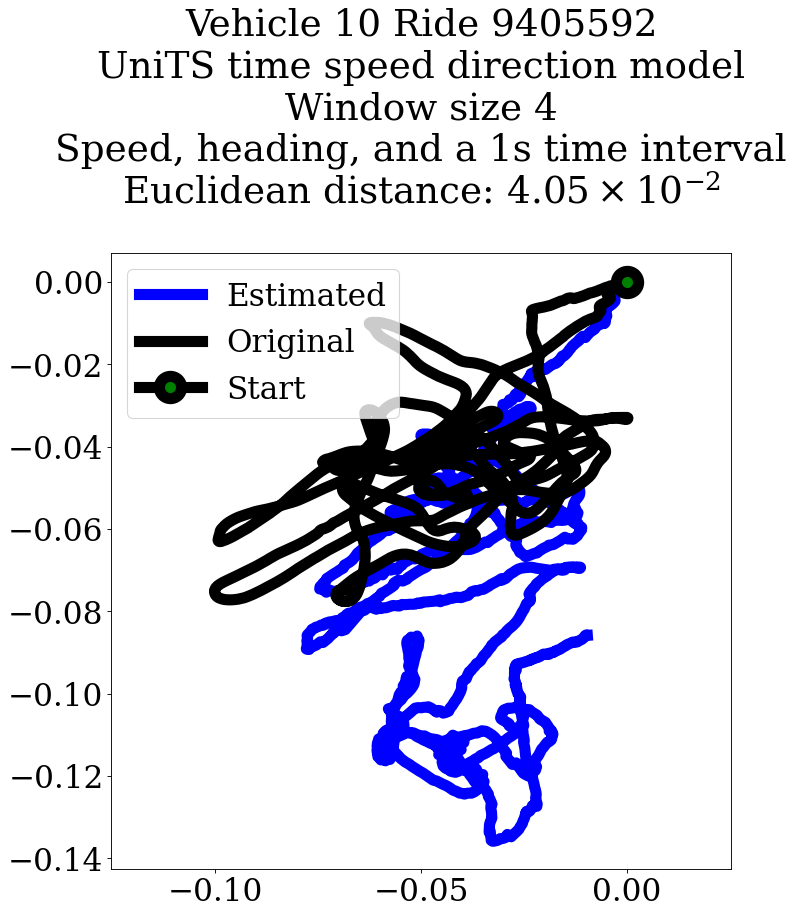 Vehicle 10 Ride 9405592
UniTS time speed direction model
Window size 4
Speed, heading, and a 1s time interval
Euclidean distance: 4.05 × 10⁻²
Estimated
Original
Start
0.00
−0.02
−0.04
−0.06
−0.08
−0.10
−0.12
−0.14
−0.10
−0.05
0.00